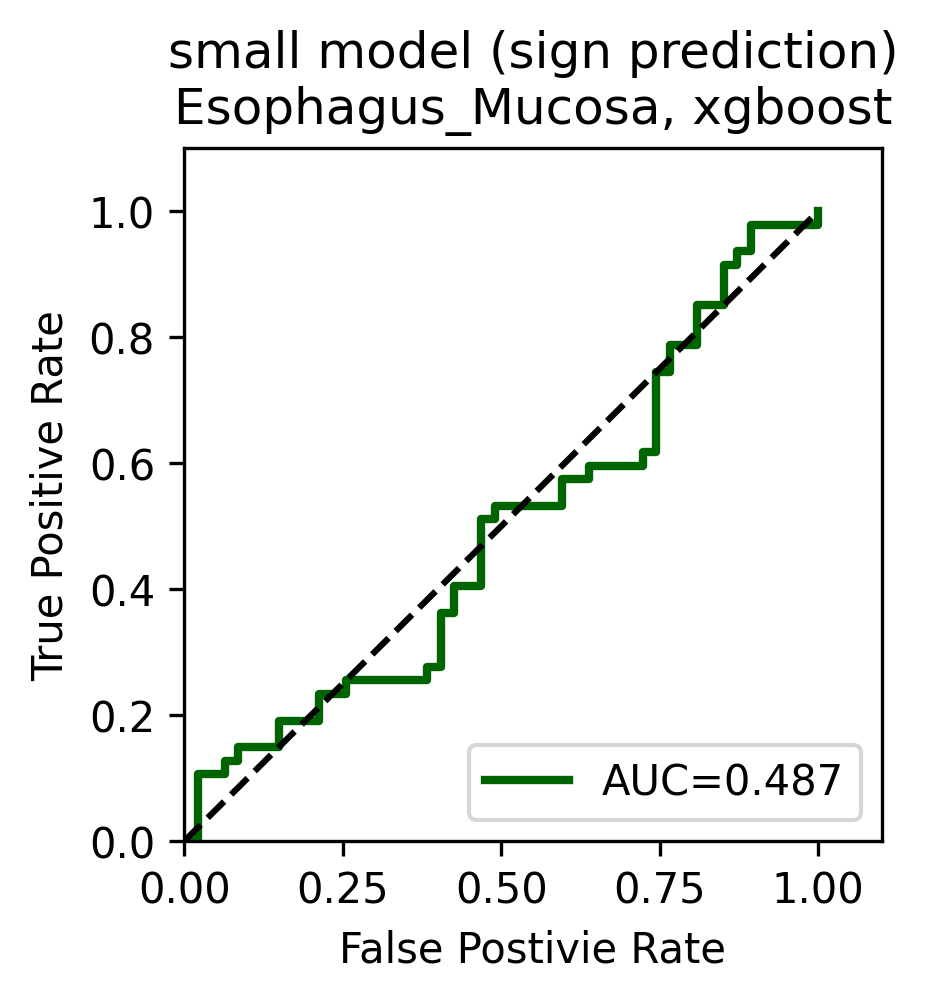 small model (sign prediction)
Esophagus_Mucosa, xgboost
1.0
0.8
0.6
0.4
0.2
0.0
True Positive Rate
AUC=0.487
0.00 0.25 0.50 0.75 1.00
False Postivie Rate